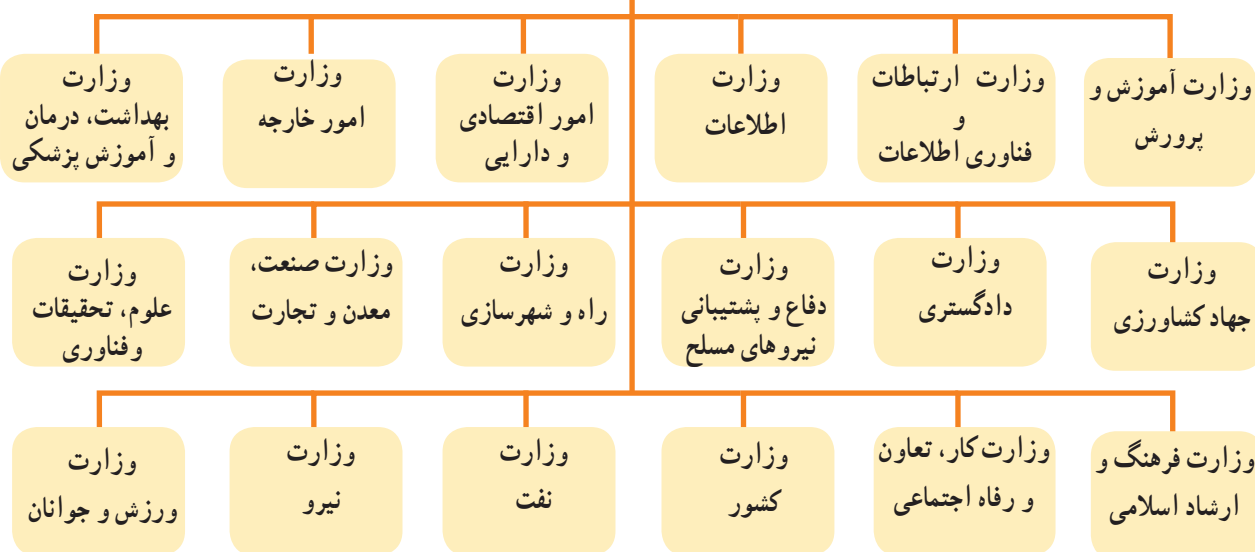 وزارت آموزش و
پرورش
وزارت ارتباطات
و
فناوری اطلاعات
وزارت
اطلاعات
وزارت
امور اقتصادی
و دارایی
وزارت
امور خارجه
وزارت
بهداشت، درمان
و آموزش پزشکی
وزارت
جهاد کشاورزی
وزارت
دادگستری
وزارت
دفاع و پشتیبانی
نیروهای مسلح
وزارت
راه و شهرسازی
وزارت صنعت،
معدن و تجارت
وزارت
علوم، تحقیقات
وفناوری
وزارت فرهنگ و
ارشاد اسلامی
وزارت کار، تعاون
و رفاه اجتماعی
وزارت
کشور
وزارت
نفت
وزارت
نیرو
وزارت
ورزش و جوانان